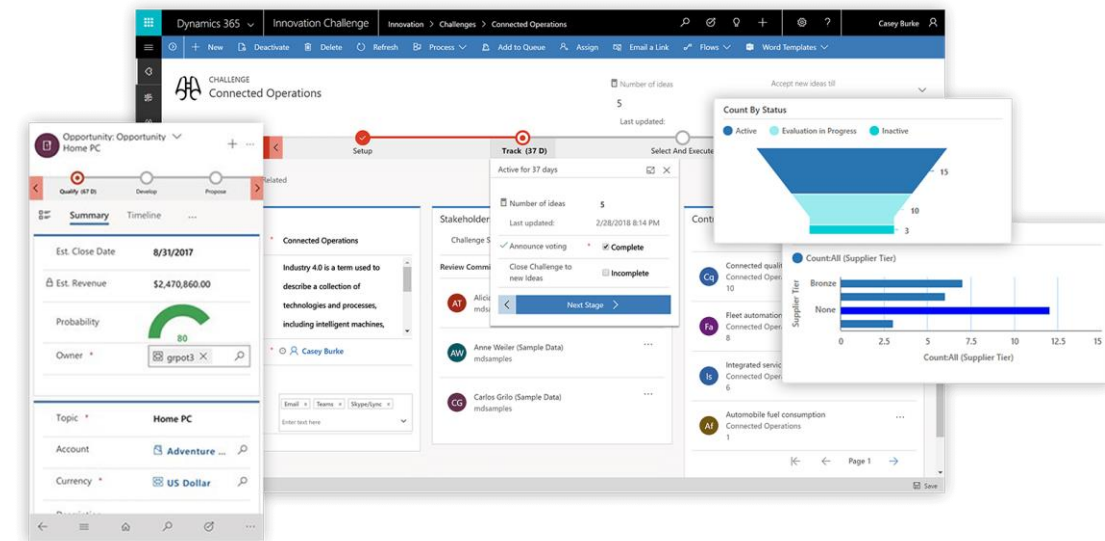 Dynamics 365
Innovation Challenge
Innovation > Challenges > Connected Operations
Casey Burke
+ New Deactivate Delete Refresh Process Add to Queue Assign Email a Link Flows Word Templates
CHALLENGE
Connected Operations
Number of ideas
5
Last updated:
Accept new ideas till
Setup
Track (37 D)
Select And Execute
Related
Connected Operations
Industry 4.0 is a term used to
describe a collection of
technologies and processes,
including intelligent machines,
Casey Burke
Email x Teams x Skype/Lync x
Enter text here
Active for 37 days
Number of ideas 5
Last updated: 2/28/2018 8:14 PM
Announce voting * Complete
Close Challenge to
new ideas
Incomplete
Next Stage
Stakeholder
Challenge S
Review Commi
AT Alicia
mdsa
AW Anne Weiler (Sample Data)
mdsamples
CG Carlos Grilo (Sample Data)
mdsamples
Cont
Cq Connected qualit
Connected Oper
10
Fa Fleet automation
Connected Oper
8
Is Integrated servic
Connected Oper
6
Af Automobile fuel consumption
Connected Operations
1
Page 1
Save
Opportunity: Opportunity
Home PC
Qualify (67 D) Develop Propose
Summary Timeline ...
Est. Close Date 8/31/2017
Est. Revenue $2,470,860.00
Probability
80
Owner * grpot3
Topic * Home PC
Account Adventure ...
Currency * US Dollar
Count By Status
Active Evaluation in Progress Inactive
15
10
3
Count:All (Supplier Tier)
Supplier Tier
Bronze
None
0 2.5 5 7.5 10 12.5 15
Count:All (Supplier Tier)